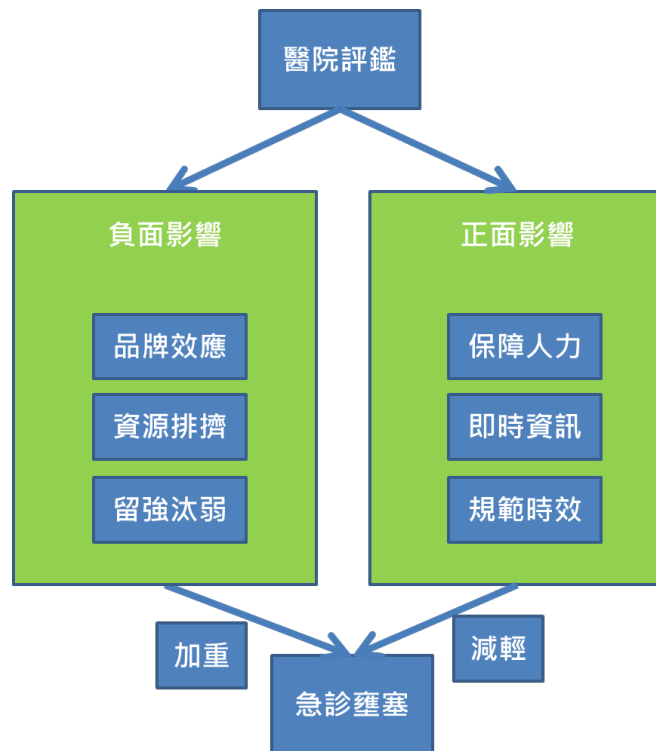 醫院評鑑
負面影響
品牌效應
資源排擠
留強汰弱
正面影響
保障人力
即時資訊
規範時效
加重
減輕
急診壅塞